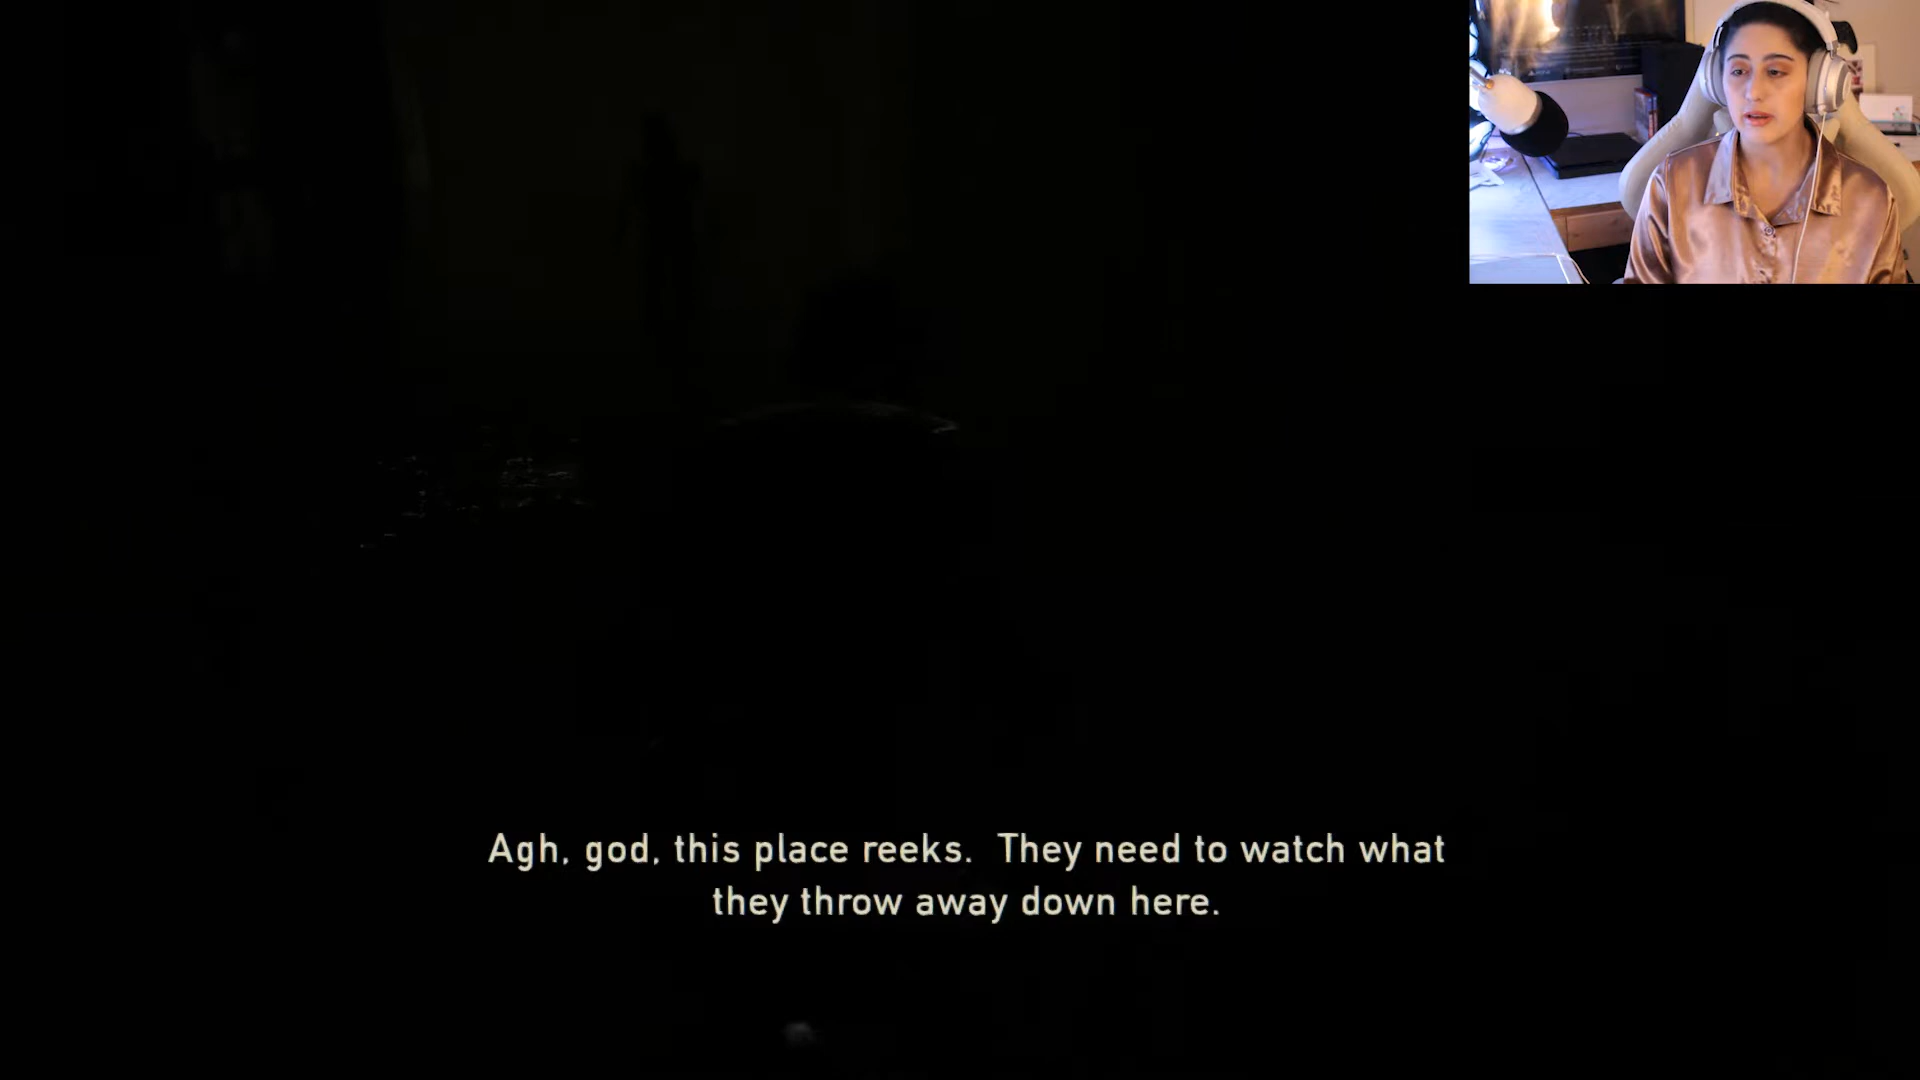 Agh, god, this place reeks. They need to watch what
they throw away down here.